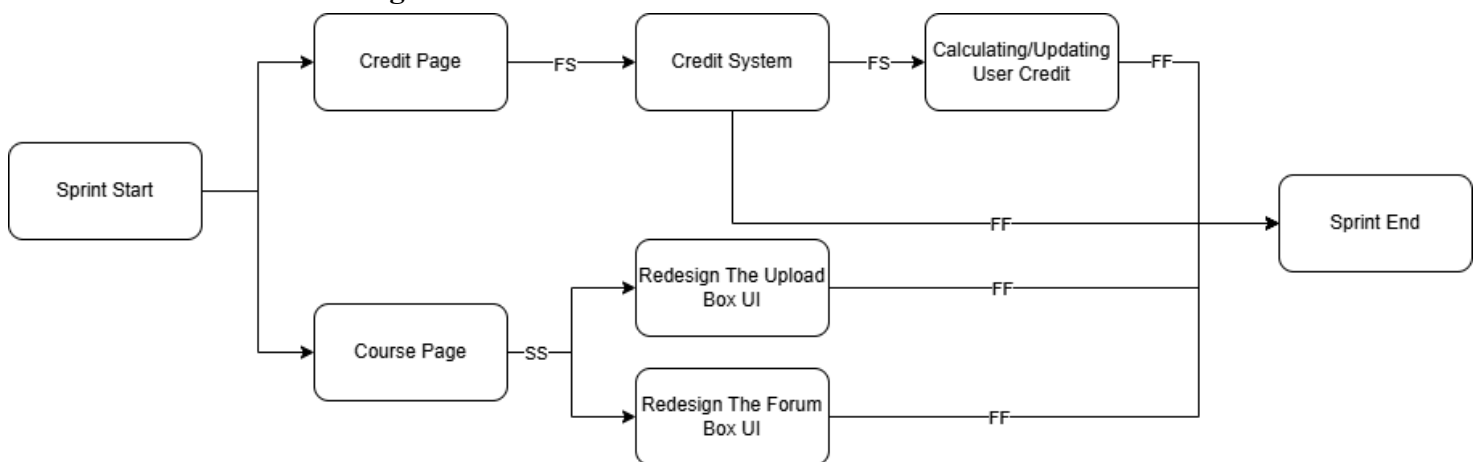 Credit Page
FS
Credit System
FS
Calculating/Updating
User Credit
FF
Sprint Start
FF
Sprint End
Redesign The Upload
Box UI
FF
Course Page
SS
Redesign The Forum
Box UI
FF